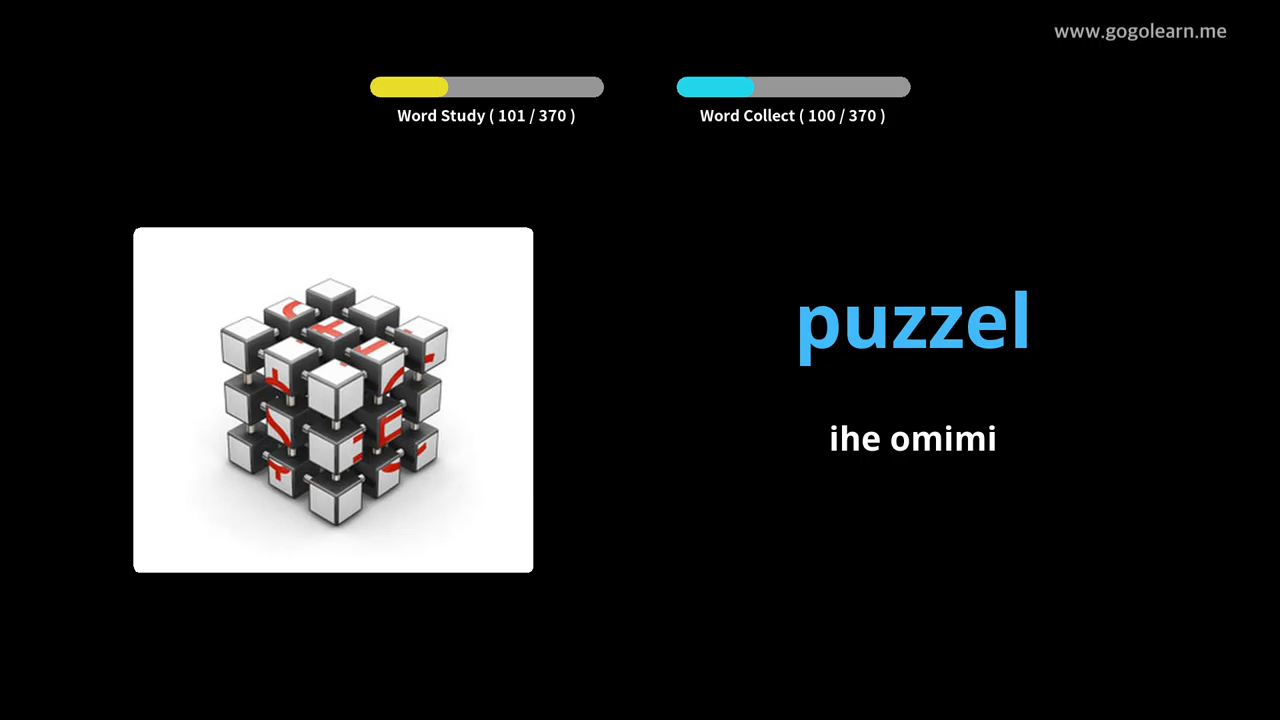 www.gogolearn.me
Word Study ( 101 / 370 )
Word Collect ( 100 / 370 )
puzzel
ihe omimi